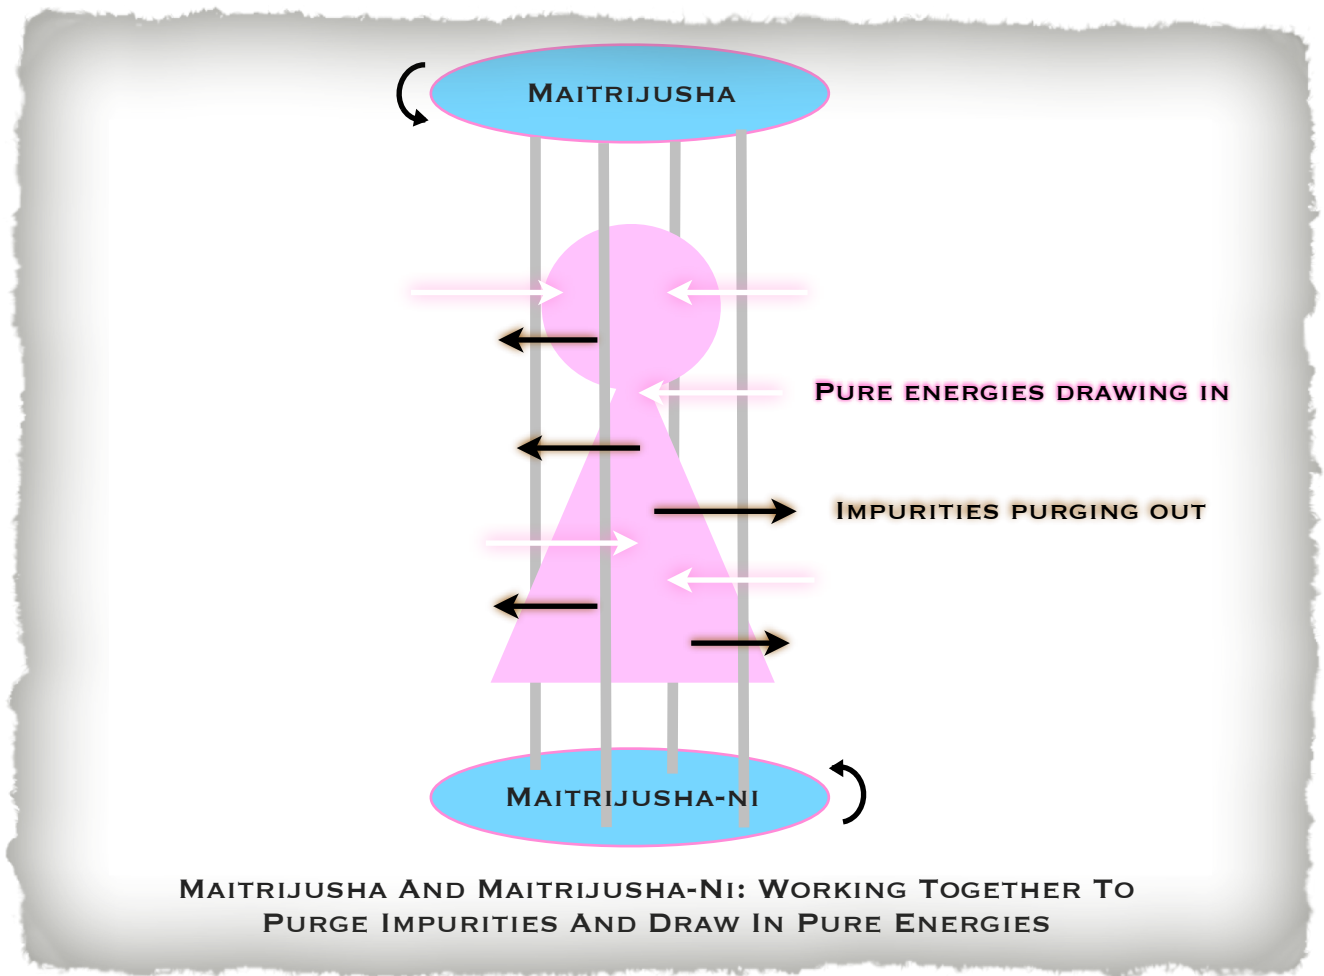 Maitrijusha
Pure energies drawing in
Impurities purging out
Maitrijusha-ni
Maitrijusha And Maitrijusha-Ni: Working Together To
Purge Impurities And Draw In Pure Energies